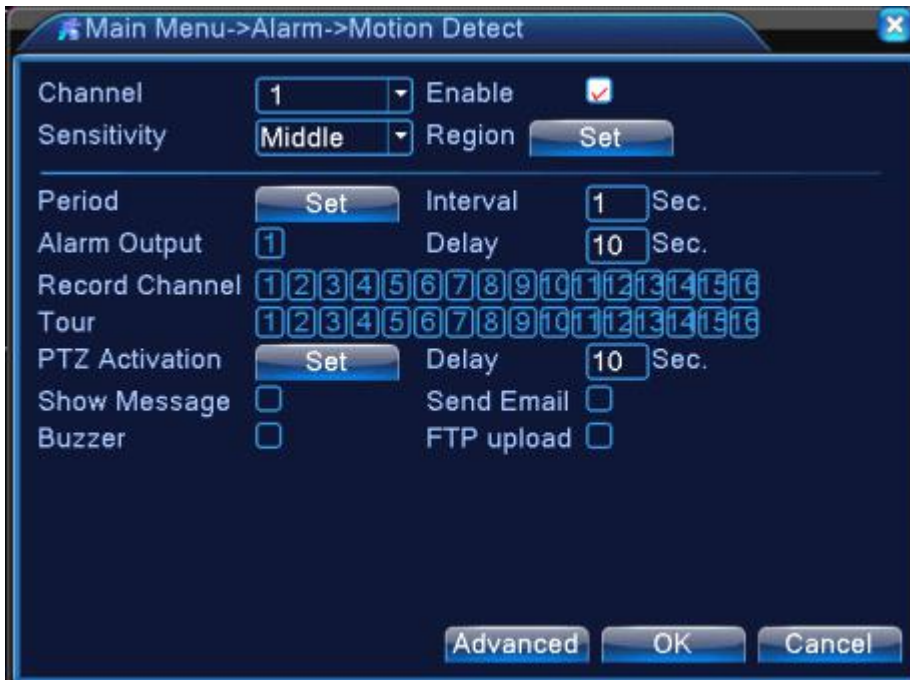 Main Menu->Alarm->Motion Detect
Channel 1 Enable
Sensitivity Middle Region Set
Period Set Interval 1 Sec.
Alarm Output 1 Delay 10 Sec.
Record Channel 1 2 3 4 5 6 7 8 9 10 11 12 13 14 15 16
Tour 1 2 3 4 5 6 7 8 9 10 11 12 13 14 15 16
PTZ Activation Set Delay 10 Sec.
Show Message Send Email
Buzzer FTP upload
Advanced OK Cancel